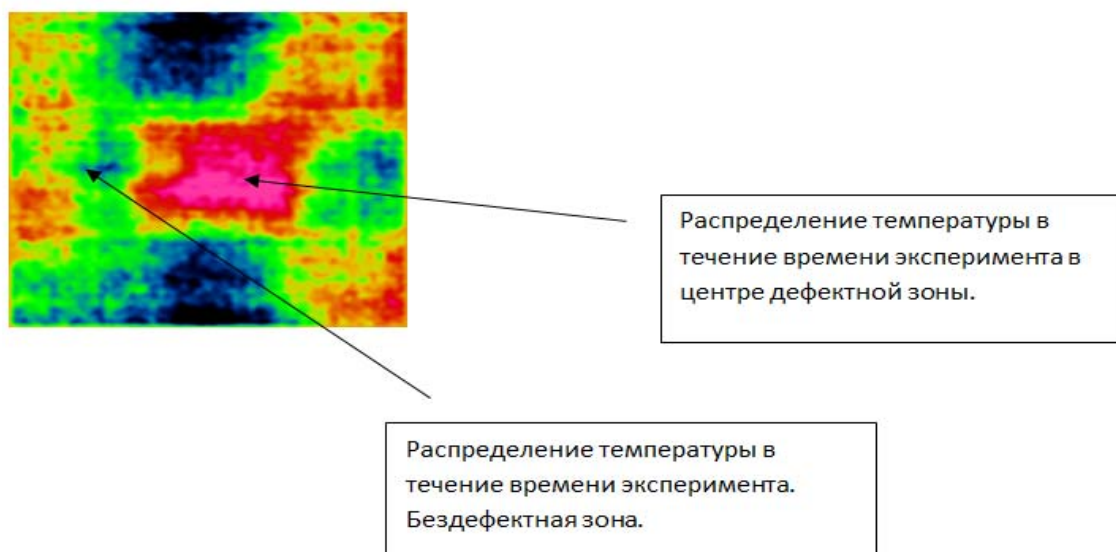 Распределение температуры в
течение времени эксперимента в
центре дефектной зоны.
Распределение температуры в
течение времени эксперимента.
Бездефектная зона.